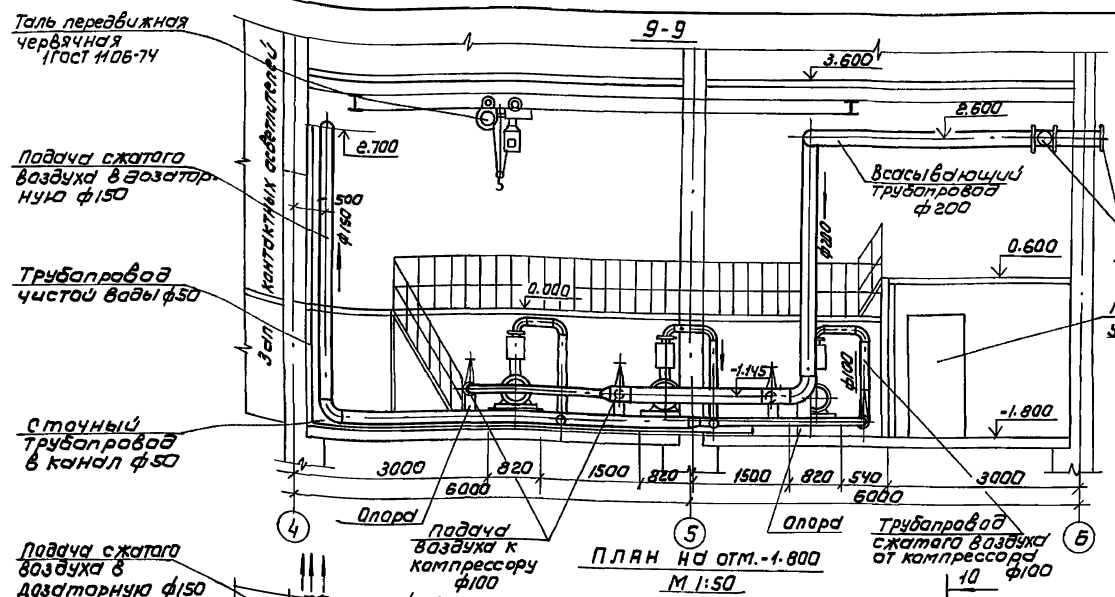 9-9
Таль передвижная
червячная
1ГОСТ 1106-74
3.600
2.600
2.700
контактных осветлителей
Зал
Подача сжатого
воздуха в дозатор-
ную ф150
500
ф150
Всасывающий
трубопровод
ф200
ф200
0.600
Трубопровод
чистой воды ф50
0.000
-1.145
ф100
-1.800
Сточный
трубопровод
в канал ф50
3000
820
1500
820
1500
820
540
3000
6000
6000
4
Опора
5
опора
6
Подача
воздуха к
компрессору
ф100
Трубопровод
сжатого воздуха
от компрессора
ф100
План на отм.-1.800
М 1:50
10
Подача сжатого
воздуха в
дозаторную ф150